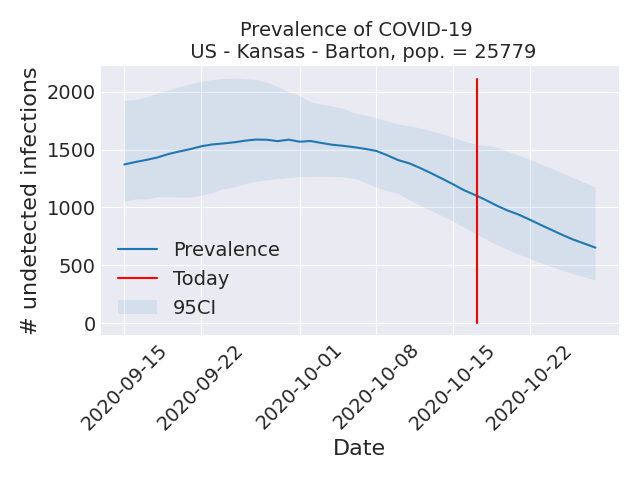 Prevalence of COVID-19
US - Kansas - Barton, pop. = 25779
# undetected infections
2000
1500
1000
500
0
Prevalence
Today
95CI
2020-09-15
2020-09-22
2020-10-01
2020-10-08
2020-10-15
2020-10-22
Date